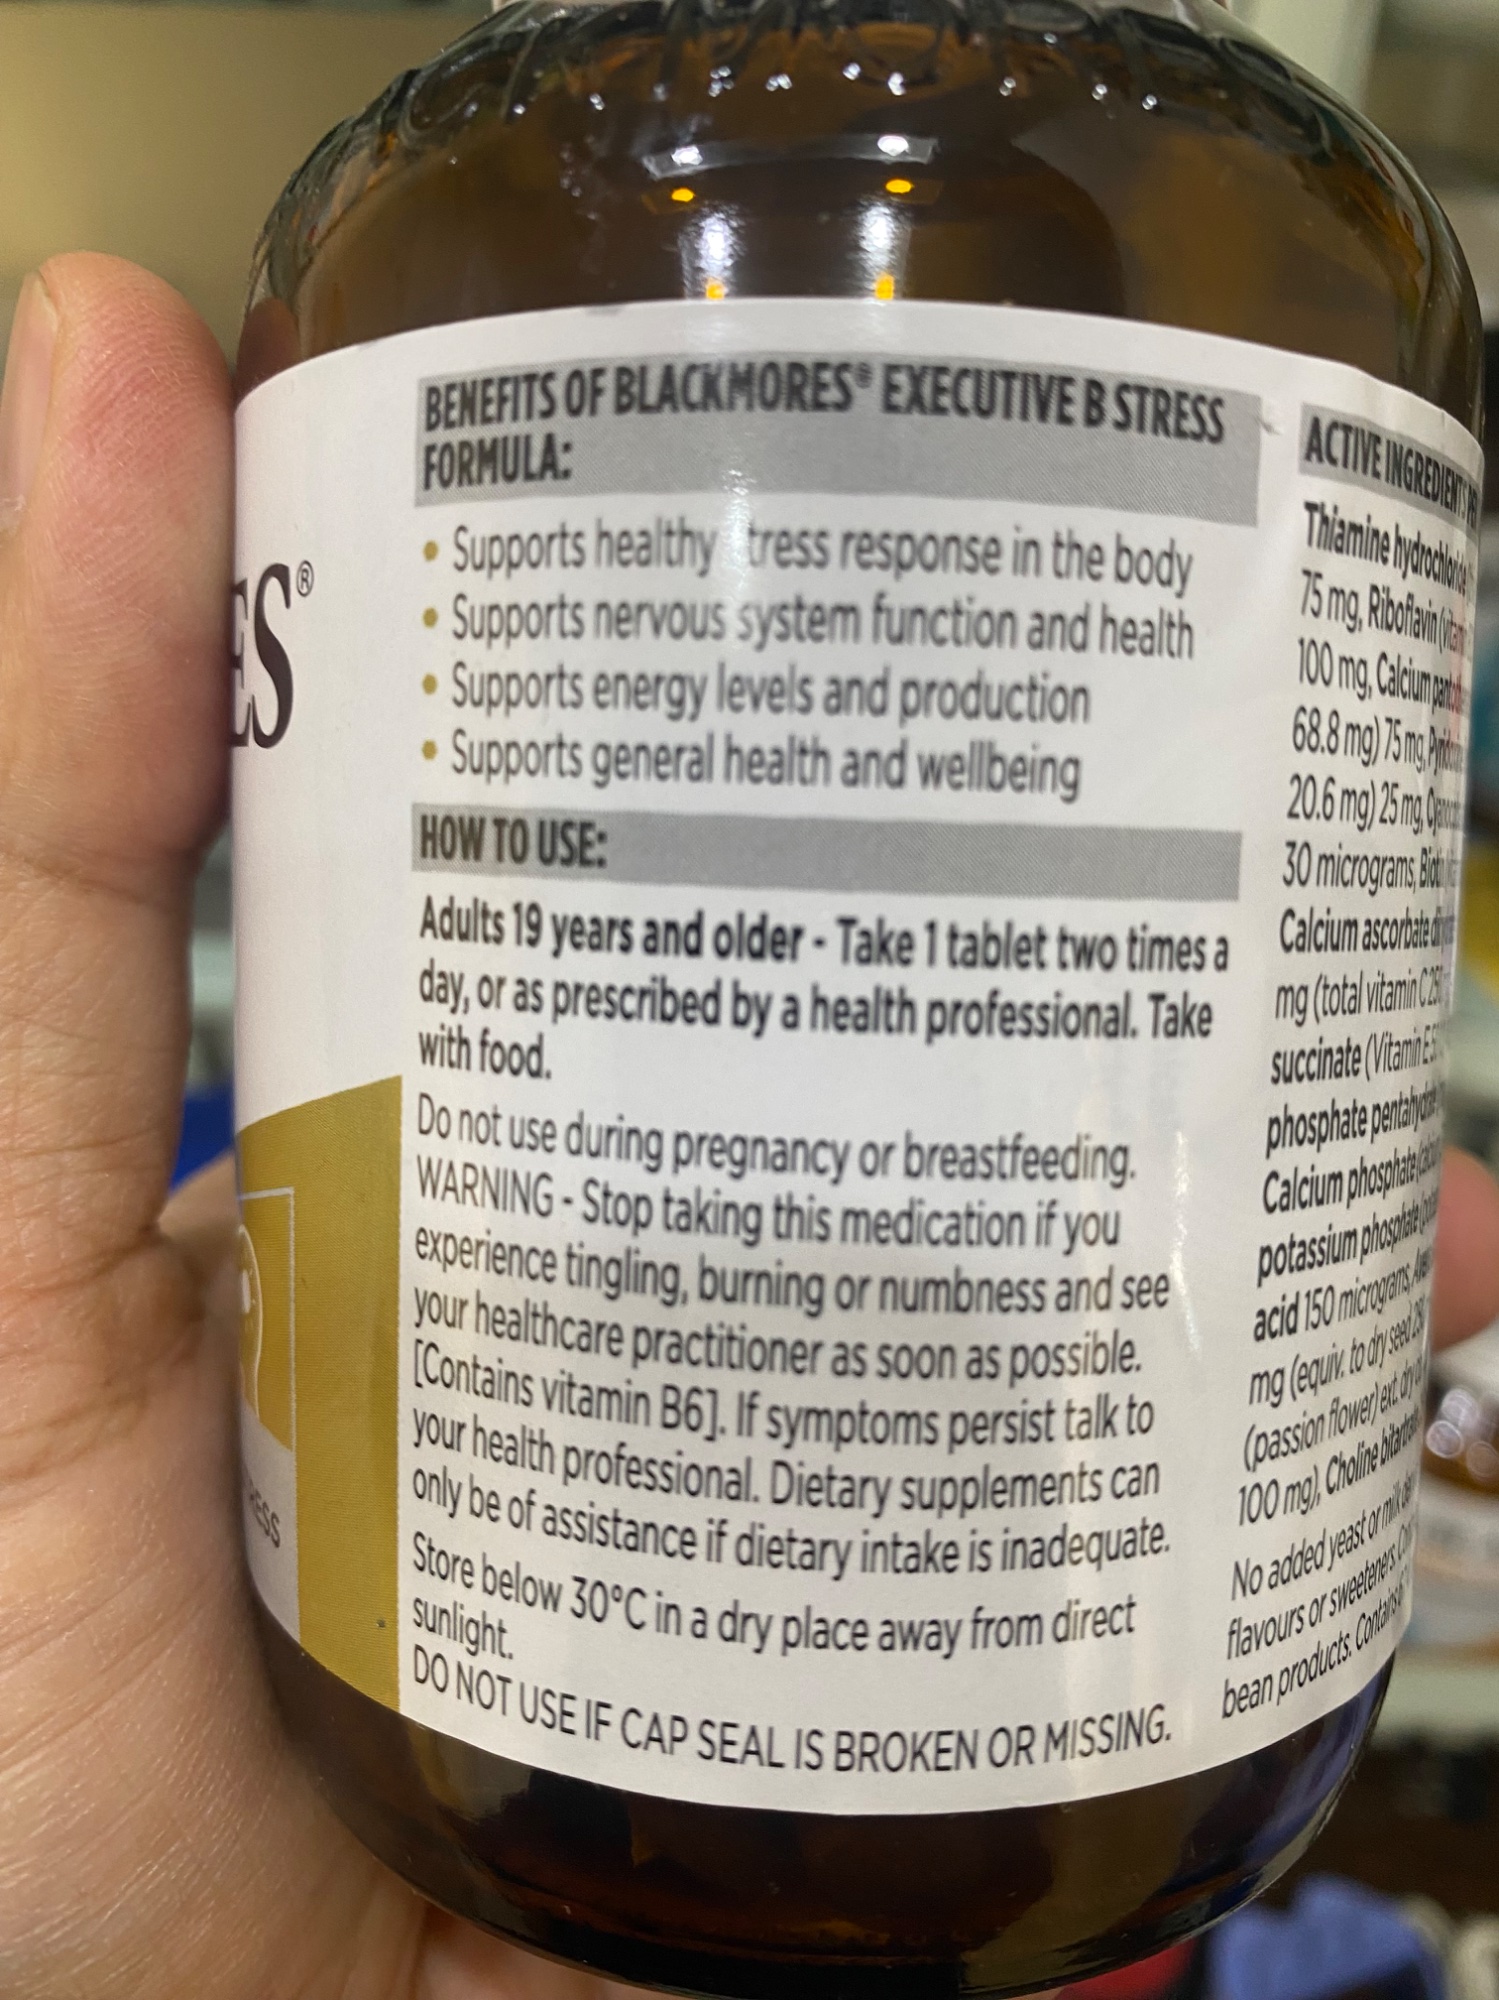 ES®
RESS
BENEFITS OF BLACKMORES® EXECUTIVE B STRESS
FORMULA:
• Supports healthy tress response in the body
• Supports nervous system function and health
• Supports energy levels and production
• Supports general health and wellbeing
HOW TO USE:
Adults 19 years and older - Take 1 tablet two times a
day, or as prescribed by a health professional. Take
with food.
Do not use during pregnancy or breastfeeding.
WARNING - Stop taking this medication if you
experience tingling, burning or numbness and see
your healthcare practitioner as soon as possible.
[Contains vitamin B6]. If symptoms persist talk to
your health professional. Dietary supplements can
only be of assistance if dietary intake is inadequate.
Store below 30°C in a dry place away from direct
sunlight.
DO NOT USE IF CAP SEAL IS BROKEN OR MISSING.
ACTIVE INGREDIENTS
Thiamine hydrochloride
75 mg, Riboflavin
100 mg, Calcium
68.8 mg) 75 mg,
20.6 mg) 25 mg,
30 micrograms,
Calcium ascorbate
mg (total vitamin C
succinate (Vitamin E
phosphate pentahydrate
Calcium phosphate
potassium phosphate
acid 150 micrograms,
mg (equiv. to dry seed
(passion flower) ext. dry
100 mg), Choline bitartrate
No added yeast or milk
flavours or sweeteners.
bean products. Contains